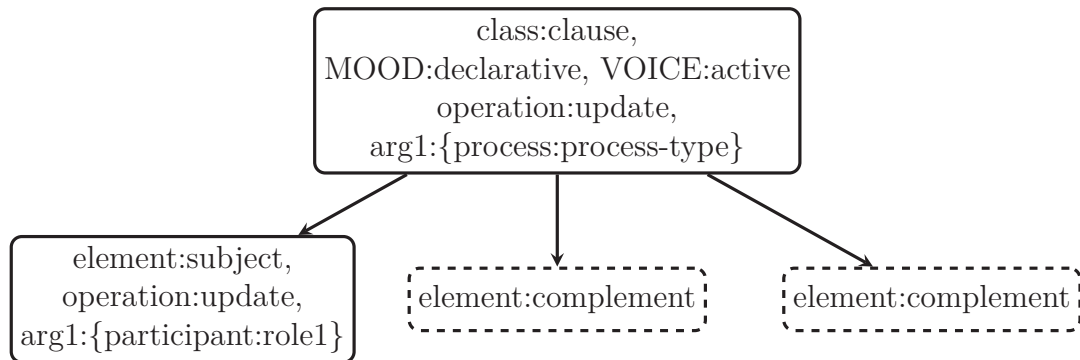 class:clause,
MOOD:declarative, VOICE:active
operation:update,
arg1:{process:process-type}
element:subject,
operation:update,
arg1:{participant:role1}
element:complement
element:complement